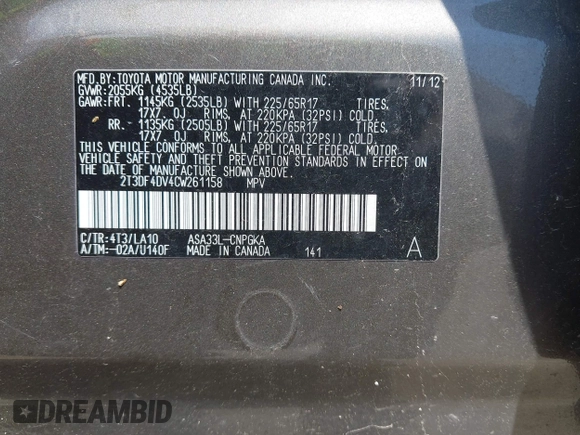 MFD.BY:TOYOTA MOTOR MANUFACTURING CANADA INC. 11/12
GVWR:2055KG (4535LB)
GAWR:FRT. 1145KG (2535LB) WITH 225/65R17 TIRES,
17X7.0J RIMS, AT 220KPA (32PSI) COLD.
RR. 1135KG (2505LB) WITH 225/65R17 TIRES,
17X7.0J RIMS, AT 220KPA (32PSI) COLD.
THIS VEHICLE CONFORMS TO ALL APPLICABLE FEDERAL MOTOR
VEHICLE SAFETY AND THEFT PREVENTION STANDARDS IN EFFECT ON
THE DATE OF MANUFACTURE SHOWN ABOVE.
2T3DF4DV4CW261158 MPV
C/TR:4T3/LA10 ASA33L-CNPGKA
A/TM:-02A/U140F MADE IN CANADA 141 A
DREAMBID